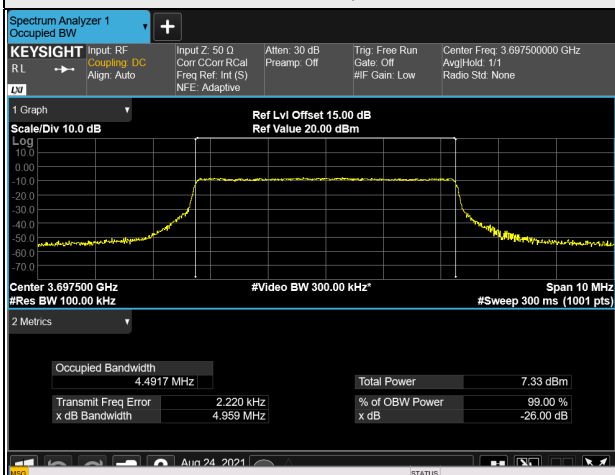 Spectrum Analyzer 1
Occupied BW
+
KEYSIGHT Input: RF Input Z: 50 Ω Atten: 30 dB Trig: Free Run Center Freq: 3.697500000 GHz
RL Coupling: DC Corr CCorr RCal Preamp: Off Gate: Off Avg|Hold: 1/1
Align: Auto Freq Ref: Int (S) #IF Gain: Low Radio Std: None
LXI NFE: Adaptive
1 Graph Ref Lvl Offset 15.00 dB
Scale/Div 10.0 dB Ref Value 20.00 dBm
Log
10.0
0.00
-10.0
-20.0
-30.0
-40.0
-50.0
-60.0
-70.0
Center 3.697500 GHz #Video BW 300.00 kHz* Span 10 MHz
#Res BW 100.00 kHz #Sweep 300 ms (1001 pts)
2 Metrics
Occupied Bandwidth
4.4917 MHz Total Power 7.33 dBm
Transmit Freq Error 2.220 kHz % of OBW Power 99.00 %
x dB Bandwidth 4.959 MHz x dB -26.00 dB
Aug 24, 2021
MSG STATUS